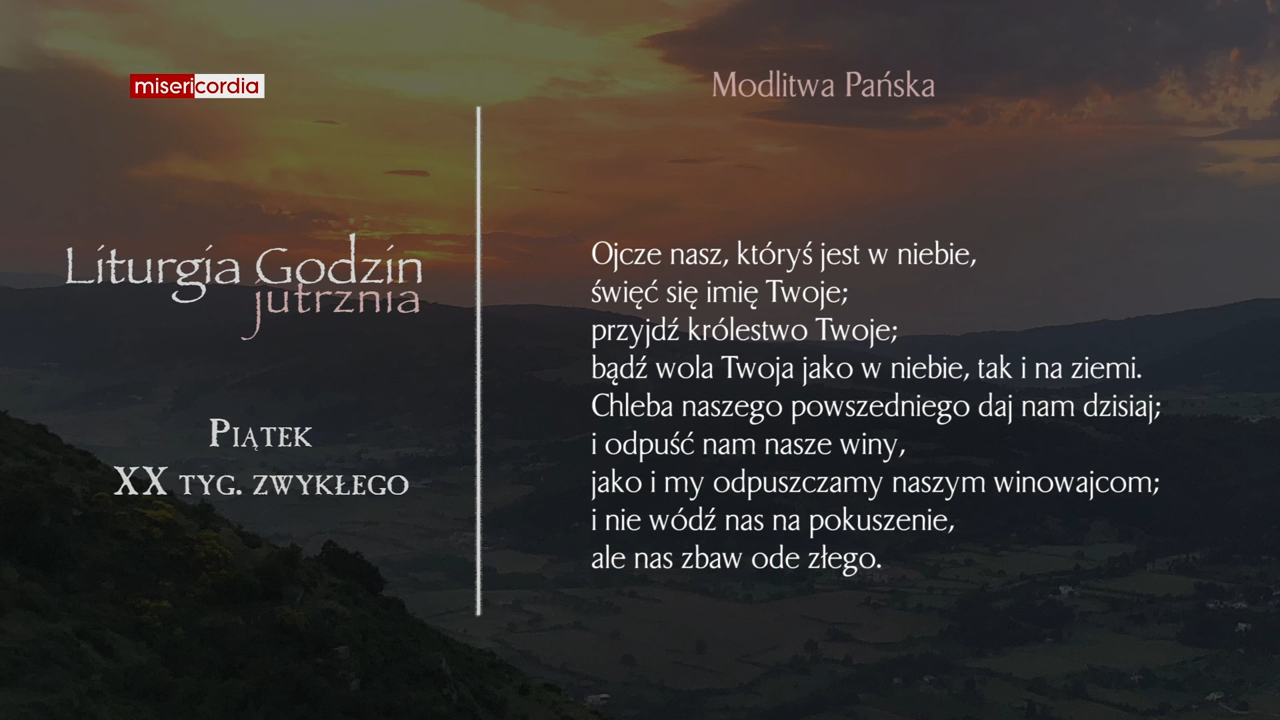 misericordia
Liturgia Godzin
jutrznia
Piątek
XX tyg. zwykłego
Modlitwa Pańska
Ojcze nasz, któryś jest w niebie,
święć się imię Twoje;
przyjdź królestwo Twoje;
bądź wola Twoja jako w niebie, tak i na ziemi.
Chleba naszego powszedniego daj nam dzisiaj;
i odpuść nam nasze winy,
jako i my odpuszczamy naszym winowajcom;
i nie wódź nas na pokuszenie,
ale nas zbaw ode złego.